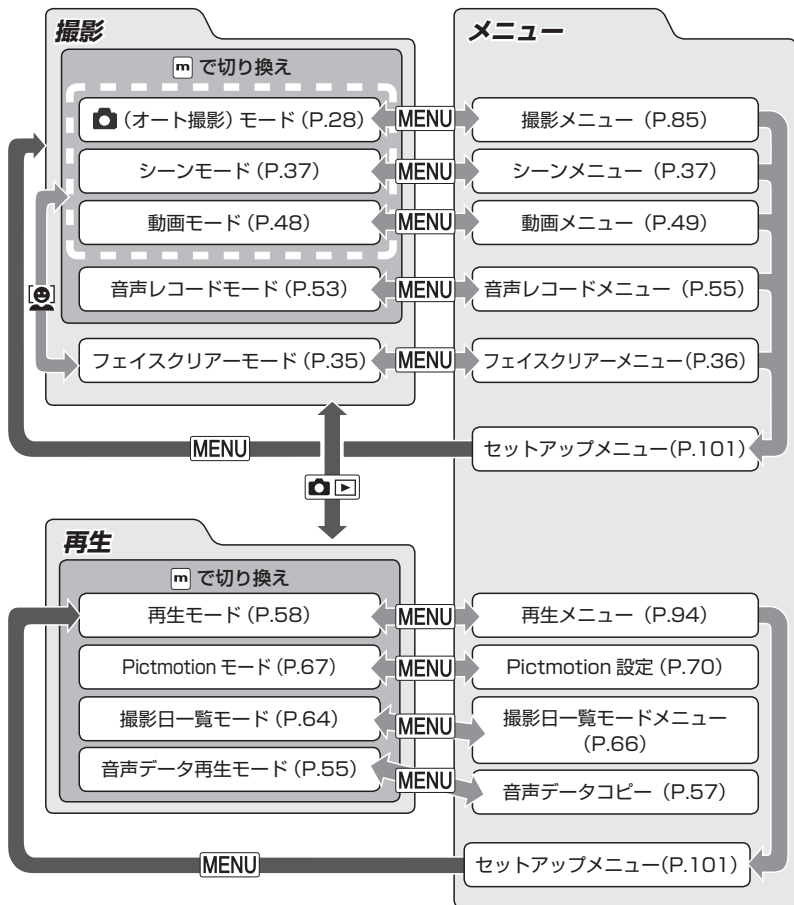 撮影
メニュー
m で切り換え
(オート撮影) モード (P.28)
MENU
撮影メニュー (P.85)
シーンモード (P.37)
MENU
シーンメニュー (P.37)
動画モード (P.48)
MENU
動画メニュー (P.49)
音声レコードモード (P.53)
MENU
音声レコードメニュー (P.55)
フェイスクリアーモード (P.35)
MENU
フェイスクリアーメニュー(P.36)
MENU
セットアップメニュー(P.101)
再生
m で切り換え
再生モード (P.58)
MENU
再生メニュー (P.94)
Pictmotion モード (P.67)
MENU
Pictmotion 設定 (P.70)
撮影日一覧モード (P.64)
MENU
撮影日一覧モードメニュー
(P.66)
音声データ再生モード (P.55)
MENU
音声データコピー (P.57)
MENU
セットアップメニュー(P.101)